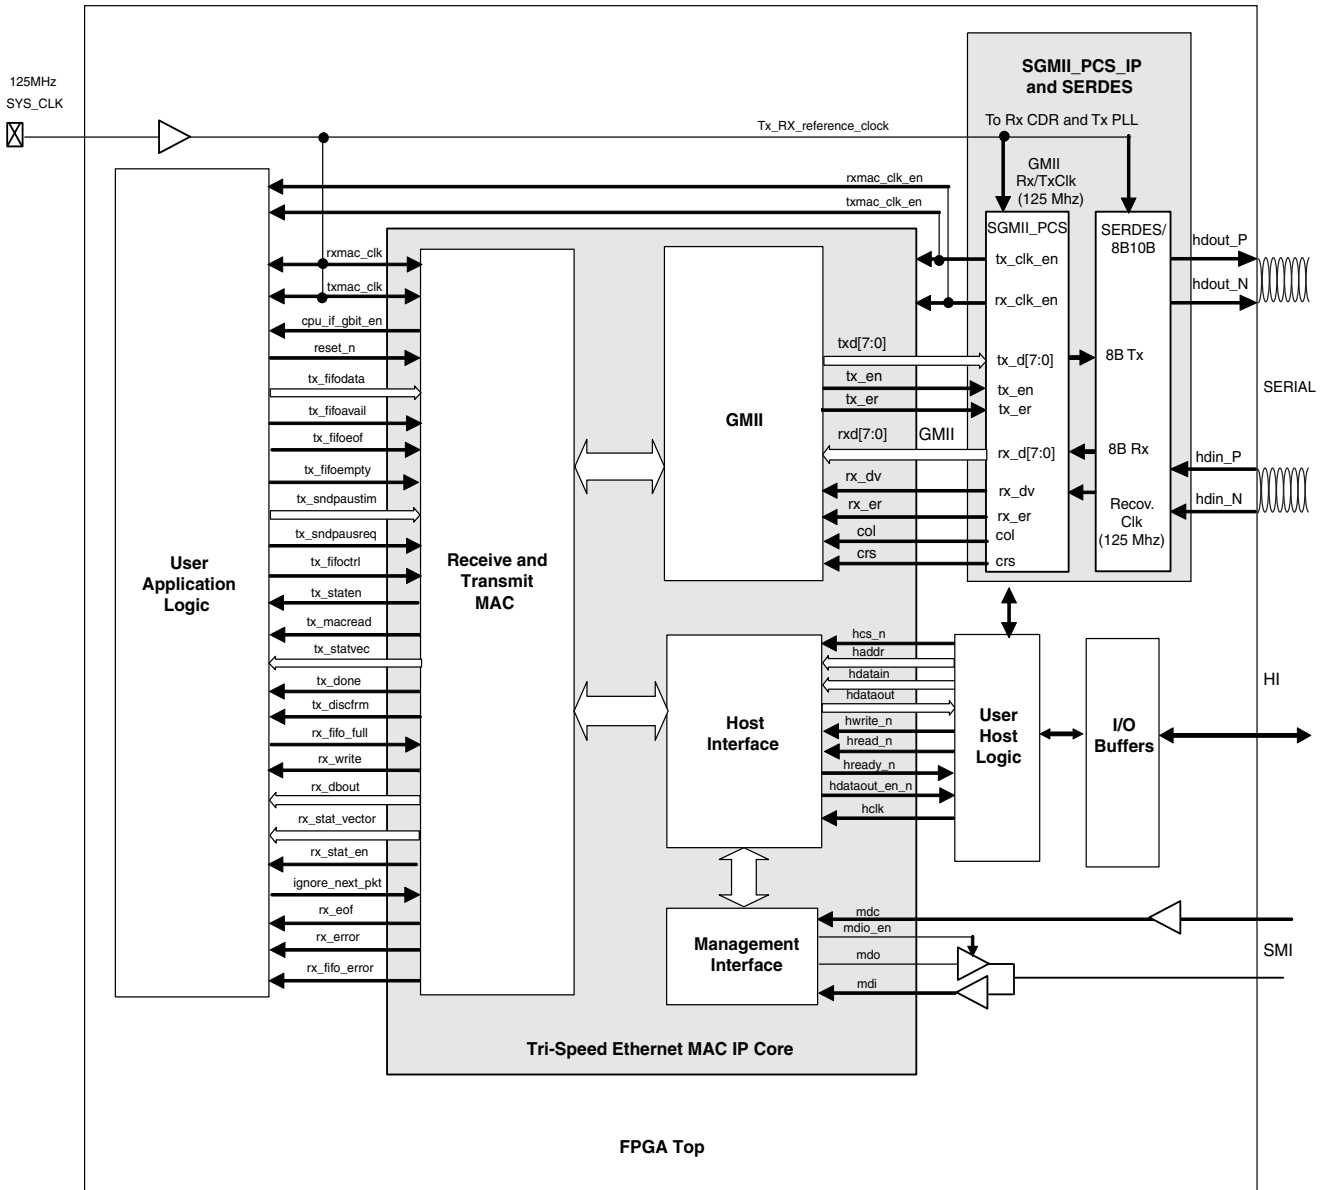 125MHz
SYS_CLK
SGMII_PCS_IP
and SERDES
Tx_RX_reference_clock
To Rx CDR and Tx PLL
GMII
Rx/TxClk
(125 Mhz)
rxmac_clk_en
txmac_clk_en
rxmac_clk
txmac_clk
cpu_if_gbit_en
reset_n
tx_fifodata
tx_fifoavail
tx_fifoeof
tx_fifoempty
tx_sndpaustim
tx_sndpausreq
tx_fifoctrl
tx_staten
tx_macread
tx_statvec
tx_done
tx_discfrm
rx_fifo_full
rx_write
rx_dbout
rx_stat_vector
rx_stat_en
ignore_next_pkt
rx_eof
rx_error
rx_fifo_error
User
Application
Logic
Receive and
Transmit
MAC
GMII
txd[7:0]
tx_en
tx_er
rxd[7:0]
GMII
rx_dv
rx_er
col
crs
SGMII_PCS
tx_clk_en
rx_clk_en
tx_d[7:0]
tx_en
tx_er
rx_d[7:0]
rx_dv
rx_er
col
crs
SERDES/
8B10B
8B Tx
8B Rx
Recov.
Clk
(125 Mhz)
hdout_P
hdout_N
SERIAL
hdin_P
hdin_N
Host
Interface
hcs_n
haddr
hdatain
hdataout
hwrite_n
hread_n
hready_n
hdataout_en_n
hclk
User
Host
Logic
I/O
Buffers
HI
Management
Interface
mdc
mdio_en
mdo
mdi
SMI
Tri-Speed Ethernet MAC IP Core
FPGA Top